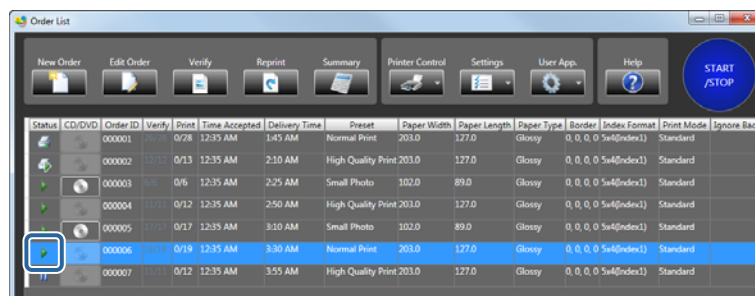 Order List
New Order Edit Order Verify Reprint Summary Printer Control Settings User App. Help
START
/STOP
Status CD/DVD Order ID Verify Print Time Accepted Delivery Time Preset Paper Width Paper Length Paper Type Border Index Format Print Mode Ignore Bac
000001 0/28 12:35 AM 1:45 AM Normal Print 203.0 127.0 Glossy 0, 0, 0, 0 5x4(Index1) Standard
000002 12/12 0/13 12:35 AM 2:10 AM High Quality Print 203.0 127.0 Glossy 0, 0, 0, 0 5x4(Index1) Standard
000003 6/6 0/6 12:35 AM 2:25 AM Small Photo 102.0 89.0 Glossy 0, 0, 0, 0 5x4(Index1) Standard
000004 11/11 0/12 12:35 AM 2:50 AM High Quality Print 203.0 127.0 Glossy 0, 0, 0, 0 5x4(Index1) Standard
000005 17/17 0/17 12:35 AM 3:10 AM Small Photo 102.0 89.0 Glossy 0, 0, 0, 0 5x4(Index1) Standard
000006 0/19 12:35 AM 3:30 AM Normal Print 203.0 127.0 Glossy 0, 0, 0, 0 5x4(Index1) Standard
000007 11/11 0/12 12:35 AM 3:55 AM High Quality Print 203.0 127.0 Glossy 0, 0, 0, 0 5x4(Index1) Standard